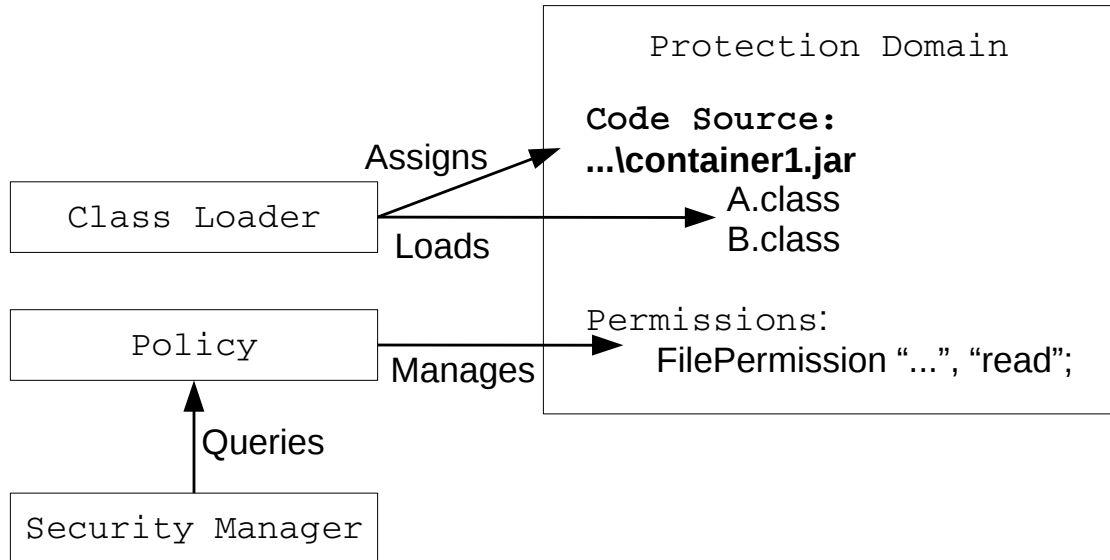 Protection Domain
Code Source:
...\container1.jar
A.class
B.class
Assigns
Class Loader
Loads
Permissions:
FilePermission “...”, “read”;
Policy
Manages
Queries
Security Manager